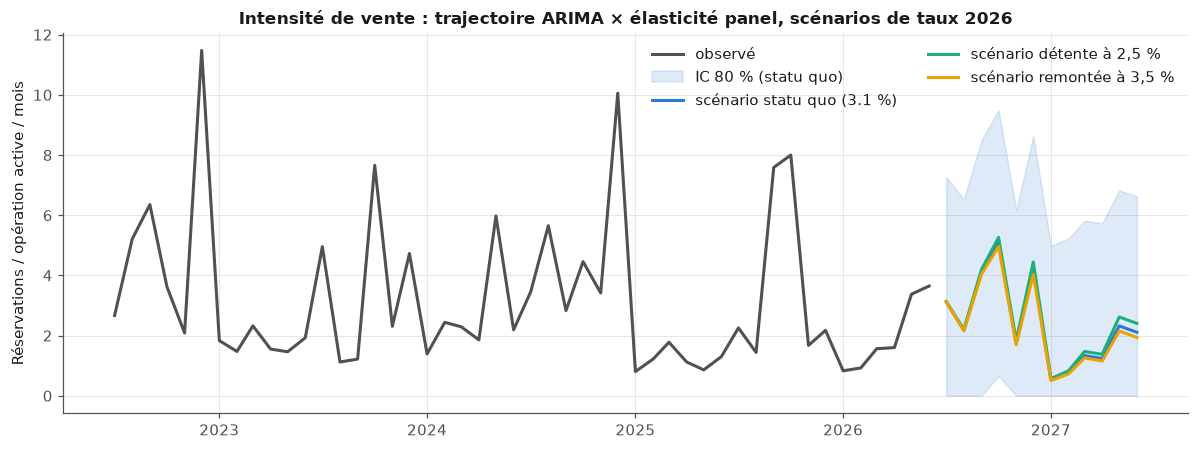 Intensité de vente : trajectoire ARIMA × élasticité panel, scénarios de taux 2026
Réservations / opération active / mois
12
10
8
6
4
2
0
observé
IC 80 % (statu quo)
scénario statu quo (3.1 %)
scénario détente à 2,5 %
scénario remontée à 3,5 %
2023
2024
2025
2026
2027